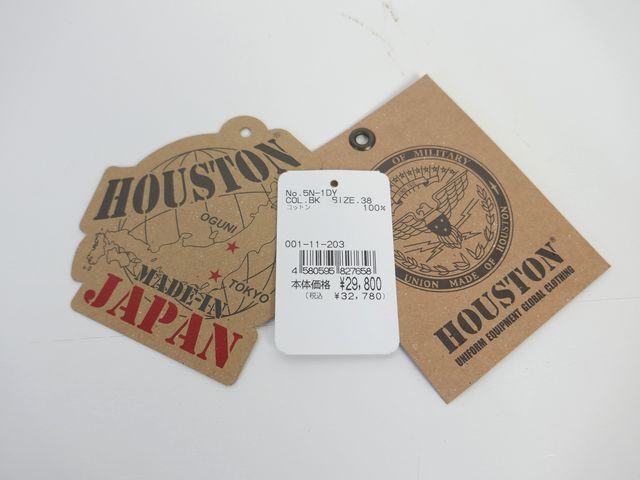 HOUSTON®
OGUNI
TOKYO
MADE-IN
JAPAN
No.5N-1DY
COL.BK SIZE.38
コットン 100%
001-11-203
4 580595 827658
本体価格 ¥29,800
(税込 ¥32,780)
OF MILITARY
UNION MADE OF HOUSTON
HOUSTON®
UNIFORM EQUIPMENT GLOBAL CLOTHING